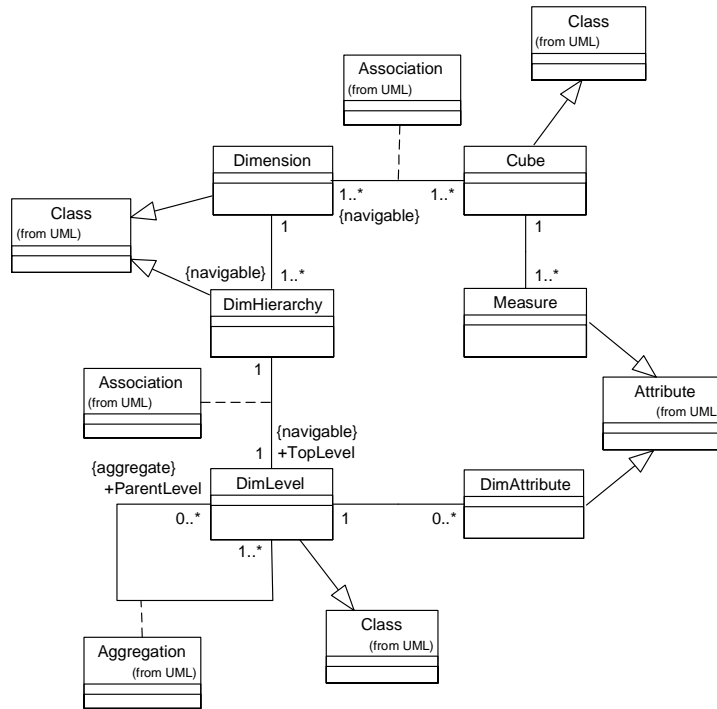 Class
(from UML)
Association
(from UML)
Dimension
Cube
1..*
1..*
{navigable}
Class
(from UML)
1
1
{navigable}
1..*
1..*
DimHierarchy
Measure
1
Association
(from UML)
Attribute
(from UML)
{navigable}
1
+TopLevel
{aggregate}
+ParentLevel
DimLevel
DimAttribute
0..*
1
0..*
1..*
Class
(from UML)
Aggregation
(from UML)